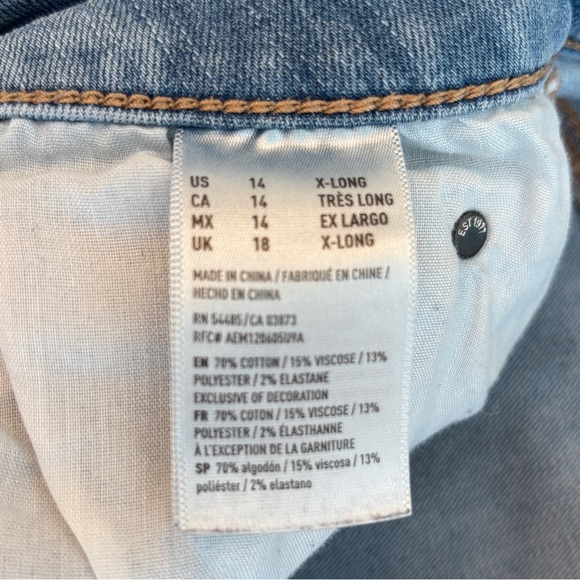 US 14 X-LONG
CA 14 TRÈS LONG
MX 14 EX LARGO
UK 18 X-LONG
MADE IN CHINA / FABRIQUÉ EN CHINE /
HECHO EN CHINA
RN 54485/CA 03873
RFC# AEM120605U9A
EN 70% COTTON / 15% VISCOSE / 13%
POLYESTER / 2% ELASTANE
EXCLUSIVE OF DECORATION
FR 70% COTON / 15% VISCOSE / 13%
POLYESTER / 2% ÉLASTHANNE
À L'EXCEPTION DE LA GARNITURE
SP 70% algodón / 15% viscosa / 13%
poliéster / 2% elastano
EST 1977